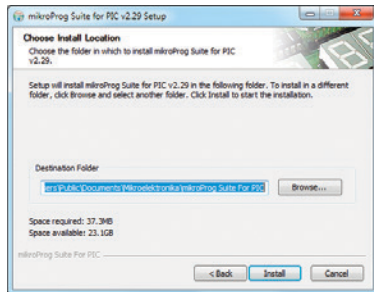 mikroProg Suite for PIC v2.29 Setup
Choose Install Location
Choose the folder in which to install mikroProg Suite for PIC
v2.29.
Setup will install mikroProg Suite for PIC v2.29 in the following folder. To install in a different
folder, click Browse and select another folder. Click Install to start the installation.
Destination Folder
ers\Public\Documents\Mikroelektronika\mikroProg Suite For PIC
Browse...
Space required: 37.3MB
Space available: 23.1GB
mikroProg Suite For PIC
< Back
Install
Cancel